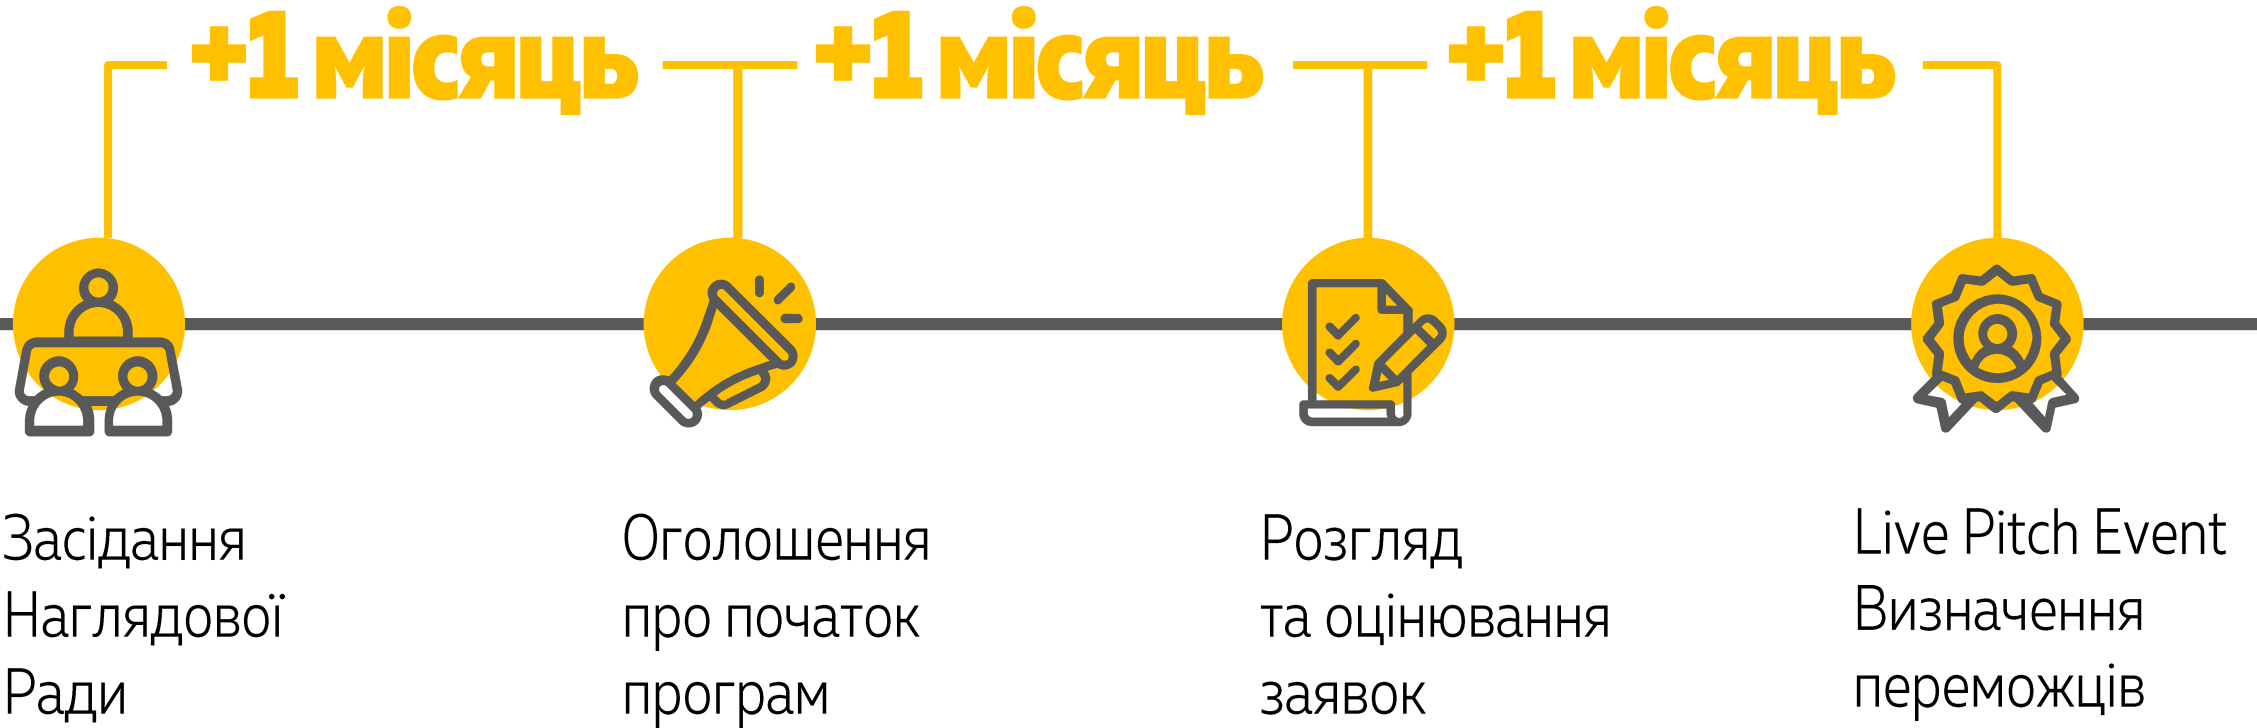 +1 місяць +1 місяць +1 місяць
Засідання
Наглядової
Ради
Оголошення
про початок
програм
Розгляд
та оцінювання
заявок
Live Pitch Event
Визначення
переможців